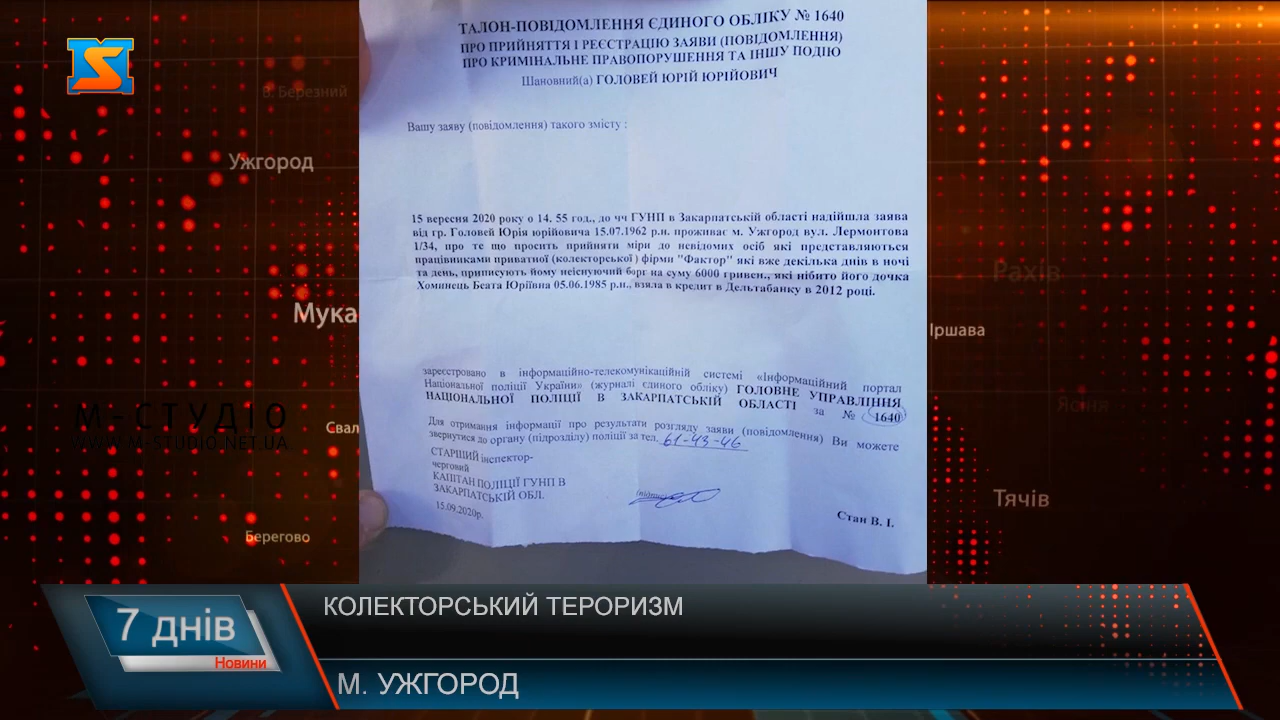 ТАЛОН-ПОВІДОМЛЕННЯ ЄДИНОГО ОБЛІКУ № 1640
ПРО ПРИЙНЯТТЯ І РЕЄСТРАЦІЮ ЗАЯВИ (ПОВІДОМЛЕННЯ)
ПРО КРИМІНАЛЬНЕ ПРАВОПОРУШЕННЯ ТА ІНШУ ПОДІЮ
Шановний(а) ГОЛОВЕЙ ЮРІЙ ЮРІЙОВИЧ
Вашу заяву (повідомлення) такого змісту :
15 вересня 2020 року о 14. 55 год., до чч ГУНП в Закарпатській області надійшла заява
від гр. Головей Юрія юрійовича 15.07.1962 р.н. проживає м. Ужгород вул. Лермонтова
1/34, про те що просить прийняти міри до невідомих осіб які представляються
працівниками приватної (колекторської ) фірми "Фактор" які вже декілька днів в ночі
та день, приписують йому неіснуючий борг на суму 6000 гривен., які нібито його дочка
Хоминець Беата Юріївна 05.06.1985 р.н., взяла в кредит в Дельтабанку в 2012 році.
зареєстровано в інформаційно-телекомунікаційній системі «Інформаційний портал
Національної поліції України» (журналі єдиного обліку) ГОЛОВНЕ УПРАВЛІННЯ
НАЦІОНАЛЬНОЇ ПОЛІЦІЇ В ЗАКАРПАТСЬКІЙ ОБЛАСТІ за № 1640
Для отримання інформації про результати розгляду заяви (повідомлення) Ви можете
звернутися до органу (підрозділу) поліції за тел. 61-43-46
СТАРШИЙ інспектор-
черговий
КАПІТАН ПОЛІЦІЇ ГУНП В
ЗАКАРПАТСЬКІЙ ОБЛ.
(підпис)
15.09.2020р.
Стан В. І.
В. Березний
Ужгород
Мука
Свал
Берегово
Рахів
Іршава
Ясіня
Тячів
М-СТУДІО
WWW.M-STUDIO.NET.UA
7 днів
Новини
КОЛЕКТОРСЬКИЙ ТЕРОРИЗМ
М. УЖГОРОД